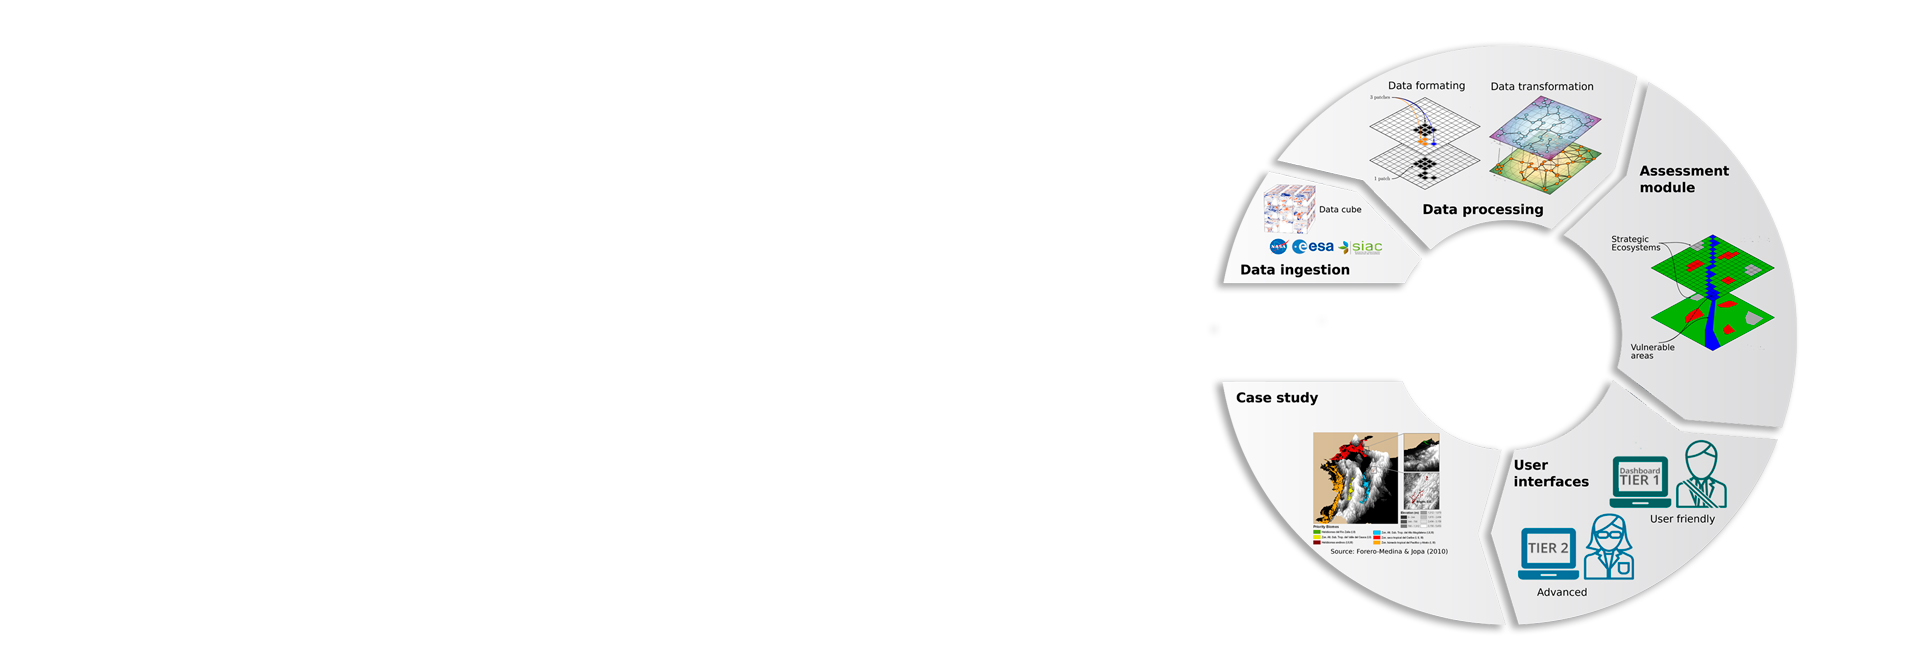 Data formating
Data transformation
3 patches
1 patch
Data processing
Data cube
NASA
esa
siac
Data ingestion
Assessment
module
Strategic
Ecosystems
Vulnerable
areas
User
interfaces
Dashboard
TIER 1
User friendly
TIER 2
Advanced
Case study
Source: Forero-Medina & Jopa (2010)